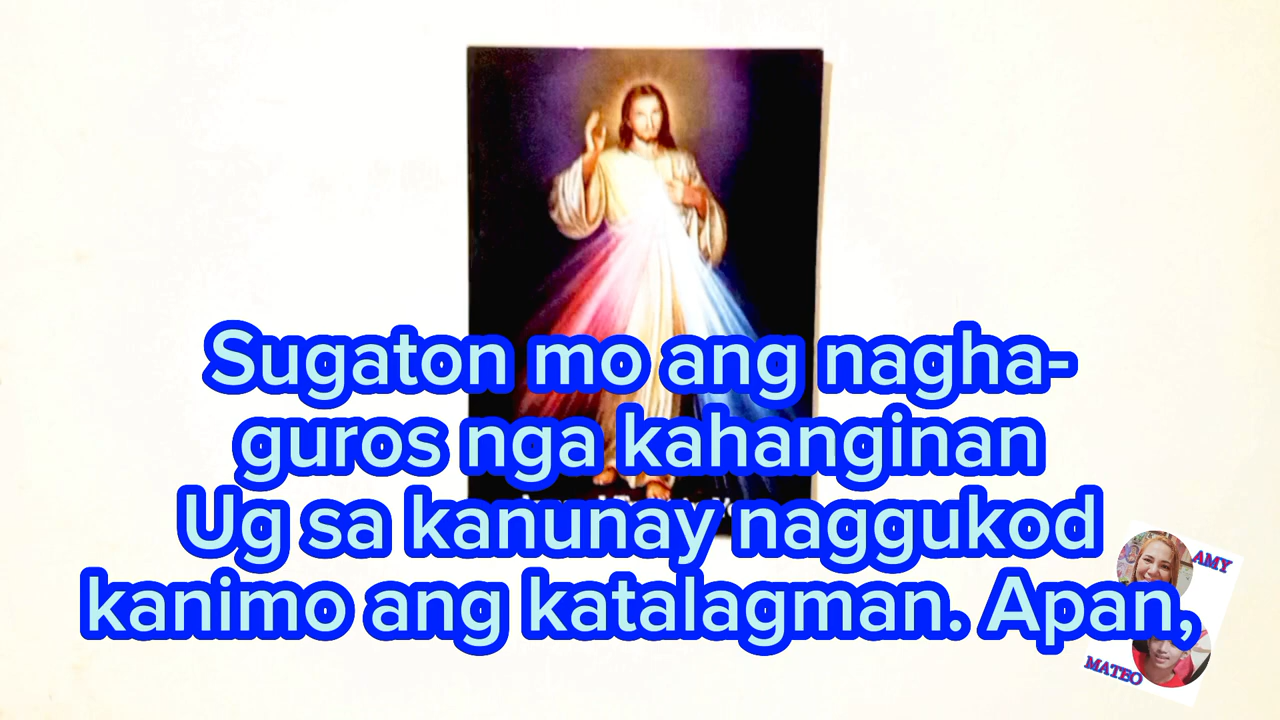 Sugaton mo ang nagha-
guros nga kahanginan
Ug sa kanunay naggukod
kanimo ang katalagman. Apan,
AMY
MATEO